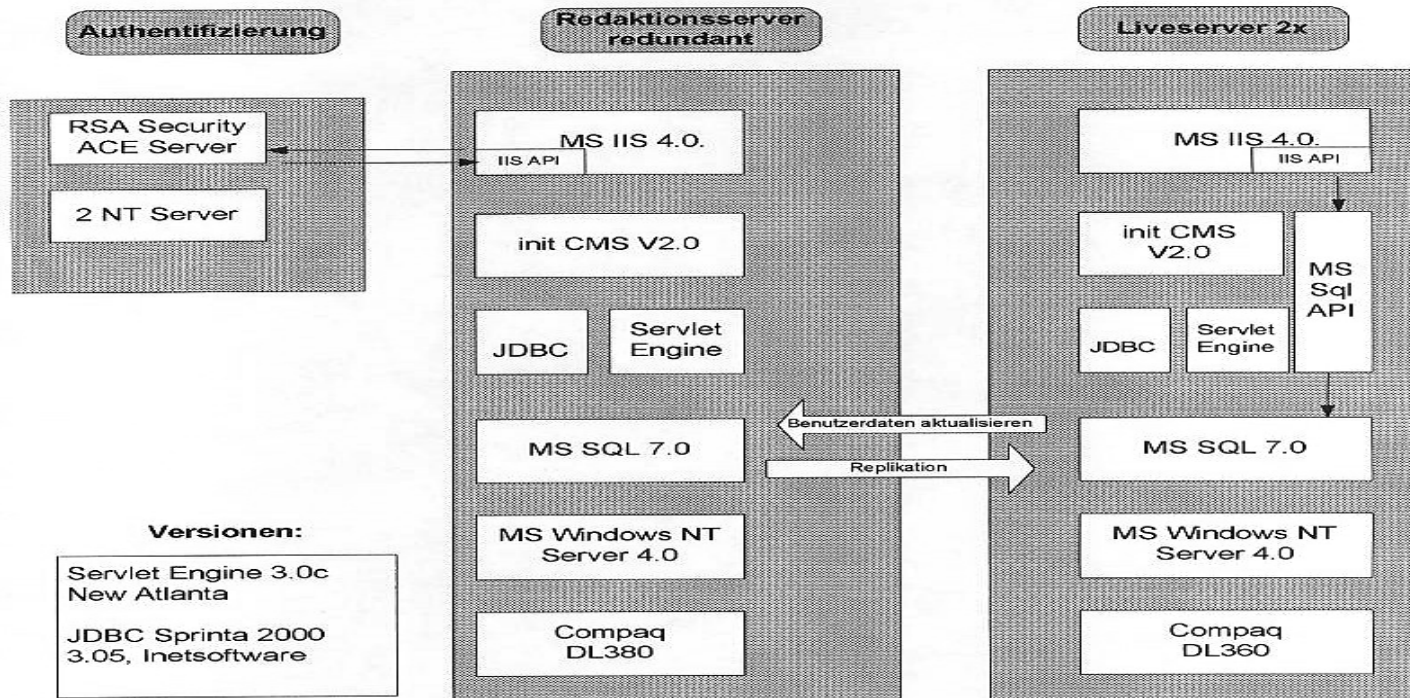 Authentifizierung
RSA Security
ACE Server
2 NT Server
Redaktionsserver
redundant
MS IIS 4.0.
IIS API
init CMS V2.0
JDBC
Servlet
Engine
MS SQL 7.0
MS Windows NT
Server 4.0
Compaq
DL380
Benutzerdaten aktualisieren
Replikation
Liveserver 2x
MS IIS 4.0.
IIS API
init CMS
V2.0
MS
Sql
API
JDBC
Servlet
Engine
MS SQL 7.0
MS Windows NT
Server 4.0
Compaq
DL360
Versionen:
Servlet Engine 3.0c
New Atlanta
JDBC Sprinta 2000
3.05, Inetsoftware